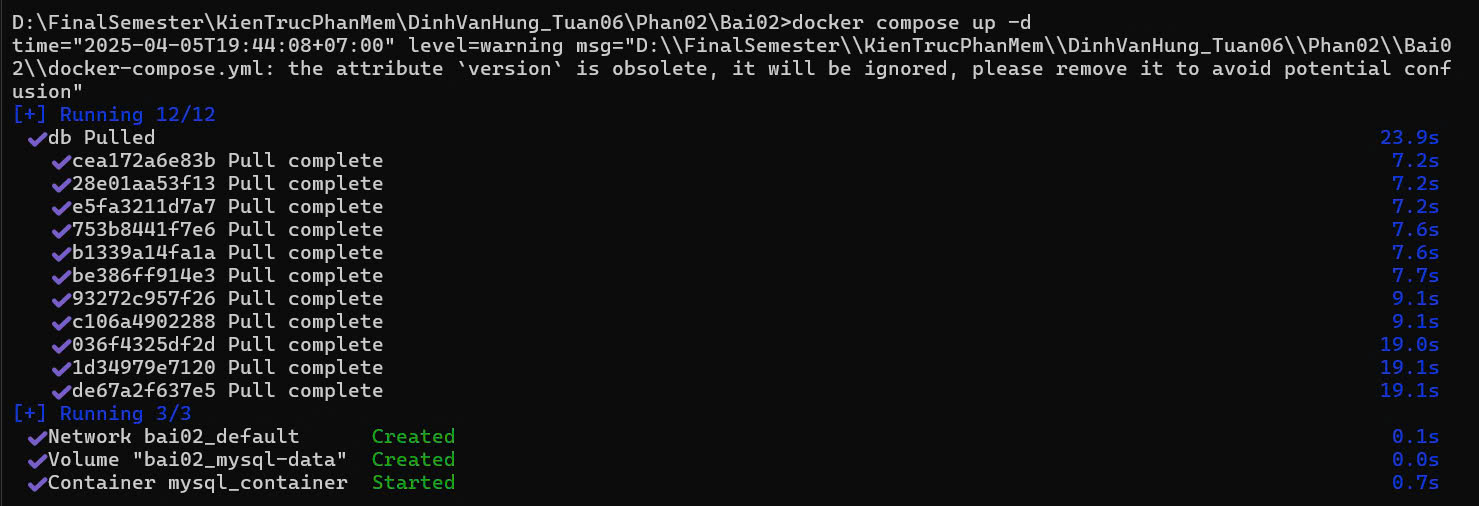 D:\FinalSemester\KienTrucPhanMem\DinhVanHung_Tuan06\Phan02\Bai02>docker compose up -d
time="2025-04-05T19:44:08+07:00" level=warning msg="D:\\FinalSemester\\KienTrucPhanMem\\DinhVanHung_Tuan06\\Phan02\\Bai0
2\\docker-compose.yml: the attribute `version` is obsolete, it will be ignored, please remove it to avoid potential conf
usion"
[+] Running 12/12
✔db Pulled 23.9s
✔cea172a6e83b Pull complete 7.2s
✔28e01aa53f13 Pull complete 7.2s
✔e5fa3211d7a7 Pull complete 7.2s
✔753b8441f7e6 Pull complete 7.6s
✔b1339a14fa1a Pull complete 7.6s
✔be386ff914e3 Pull complete 7.7s
✔93272c957f26 Pull complete 9.1s
✔c106a4902288 Pull complete 9.1s
✔036f4325df2d Pull complete 19.0s
✔1d34979e7120 Pull complete 19.1s
✔de67a2f637e5 Pull complete 19.1s
[+] Running 3/3
✔Network bai02_default Created 0.1s
✔Volume "bai02_mysql-data" Created 0.0s
✔Container mysql_container Started 0.7s